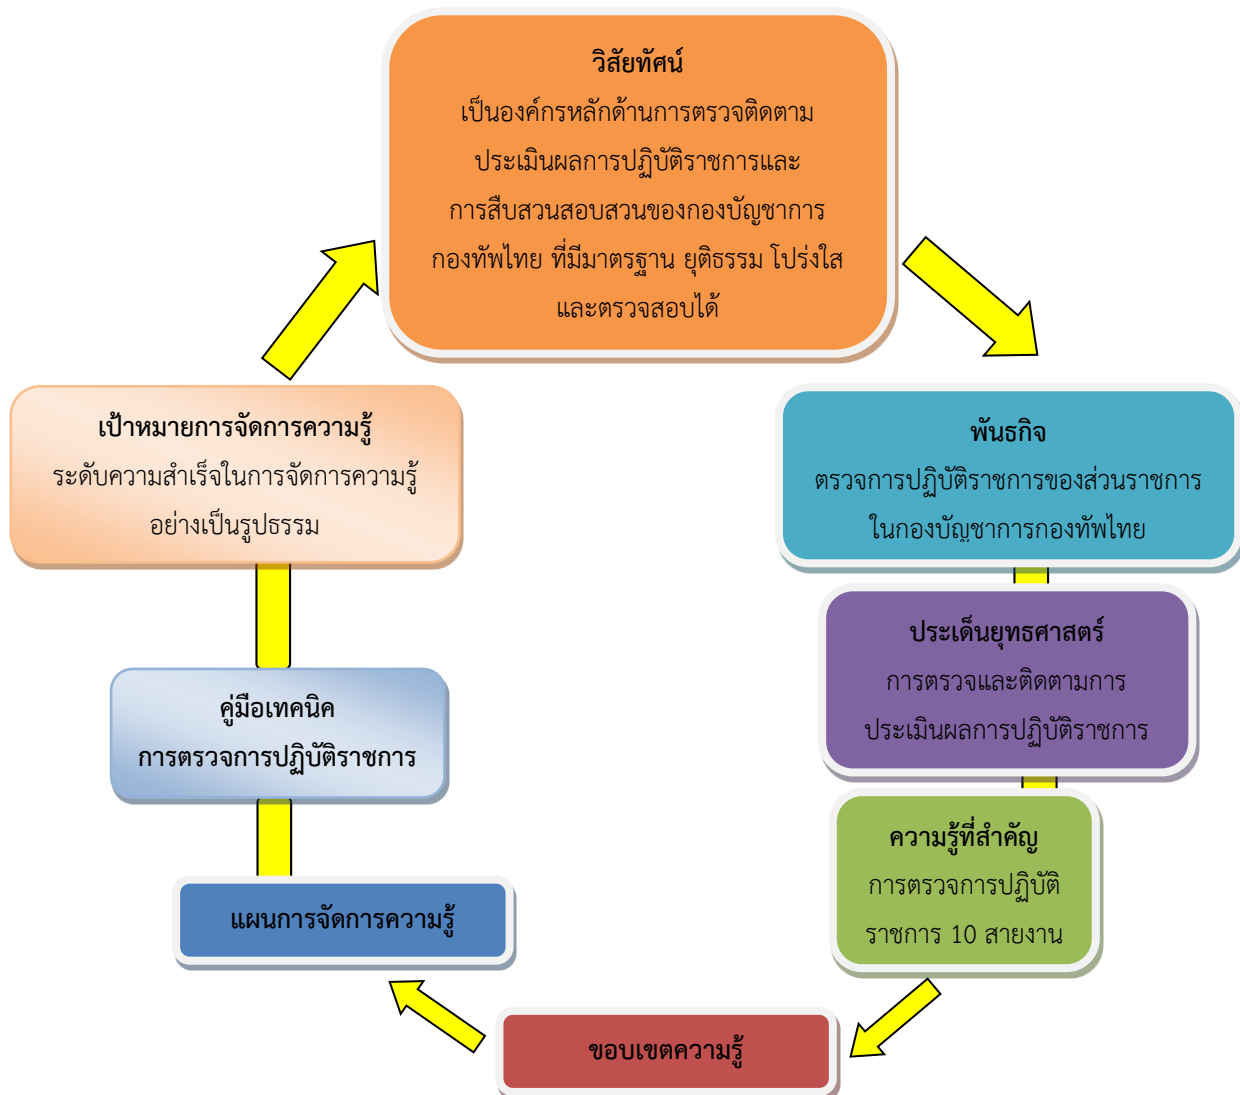 วิสัยทัศน์
เป็นองค์กรหลักด้านการตรวจติดตาม
ประเมินผลการปฏิบัติราชการและ
การสืบสวนสอบสวนของกองบัญชาการ
กองทัพไทย ที่มีมาตรฐาน ยุติธรรม โปร่งใส
และตรวจสอบได้
พันธกิจ
ตรวจการปฏิบัติราชการของส่วนราชการ
ในกองบัญชาการกองทัพไทย
ประเด็นยุทธศาสตร์
การตรวจและติดตามการ
ประเมินผลการปฏิบัติราชการ
ความรู้ที่สำคัญ
การตรวจการปฏิบัติ
ราชการ 10 สายงาน
ขอบเขตความรู้
แผนการจัดการความรู้
คู่มือเทคนิค
การตรวจการปฏิบัติราชการ
เป้าหมายการจัดการความรู้
ระดับความสำเร็จในการจัดการความรู้
อย่างเป็นรูปธรรม